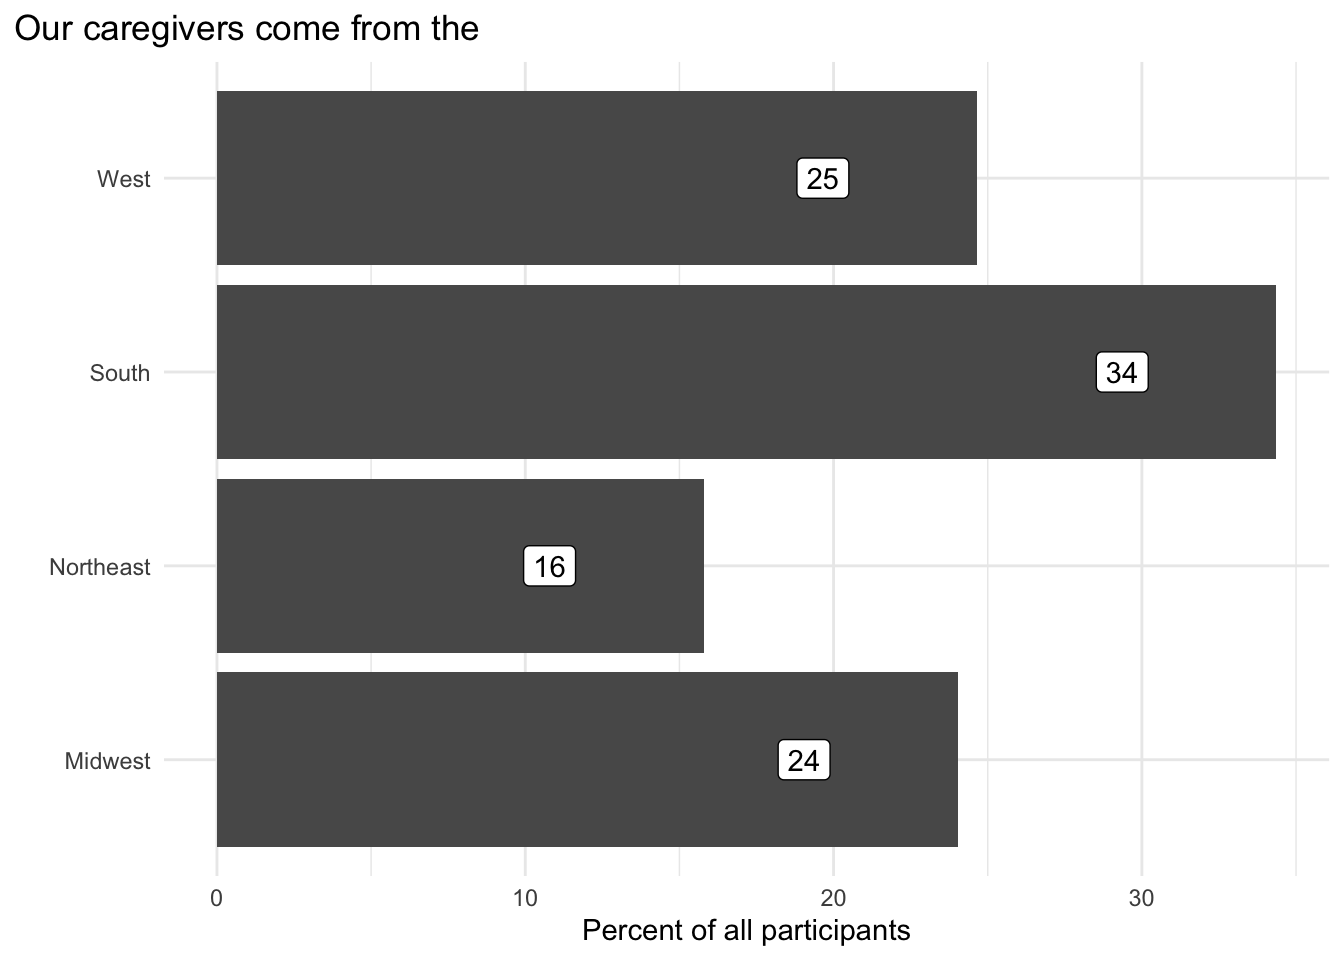 Our caregivers come from the
West
25
South
34
Northeast
16
Midwest
24
0 10 20 30
Percent of all participants